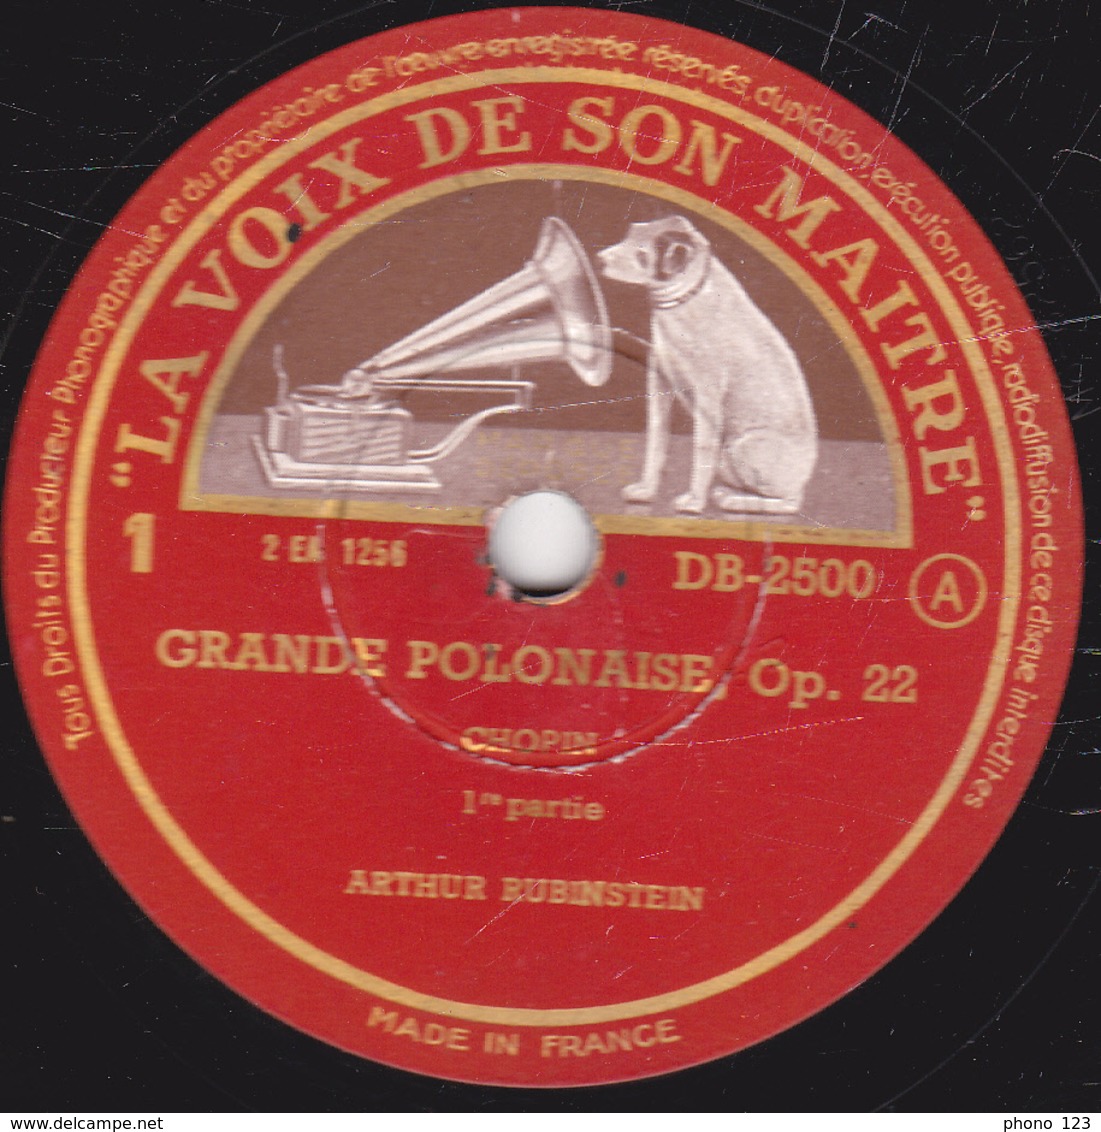 Tous Droits du Producteur Phonographique et du propriétaire de l'œuvre enregistrée réservés, duplication, exécution publique, radiodiffusion de ce disque interdites
"LA VOIX DE SON MAITRE"
1
2 EA 1256
DB-2500
A
GRANDE POLONAISE, Op. 22
CHOPIN
1re partie
ARTHUR RUBINSTEIN
MADE IN FRANCE
www.delcampe.net
phono 123